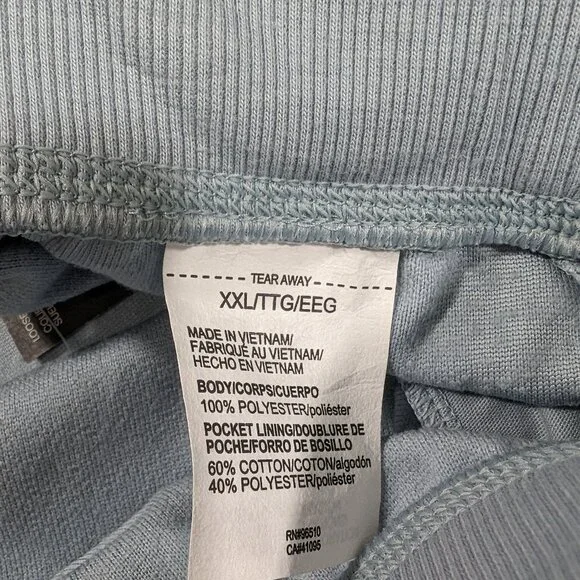 TEAR AWAY
XXL/TTG/EEG
MADE IN VIETNAM/
FABRIQUÉ AU VIETNAM/
HECHO EN VIETNAM
BODY/CORPS/CUERPO
100% POLYESTER/poliéster
POCKET LINING/DOUBLURE DE
POCHE/FORRO DE BOSILLO
60% COTTON/COTON/algodón
40% POLYESTER/poliéster
RN#96510
CA#41095
LOOSE